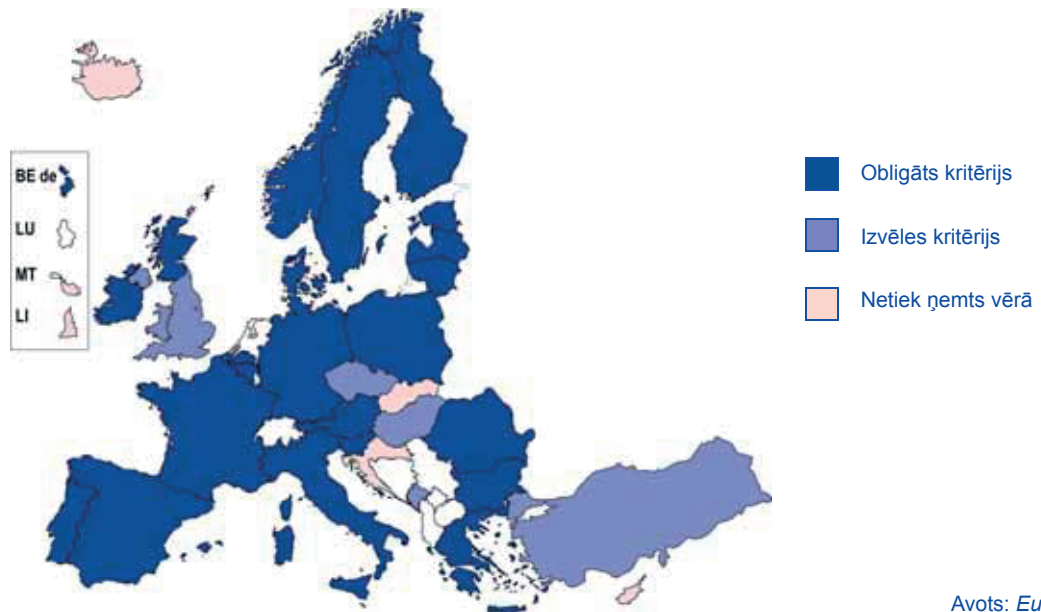 BE de
LU
MT
LI
Obligāts kritērijs
Izvēles kritērijs
Netiek ņemts vērā
Avots: Eu